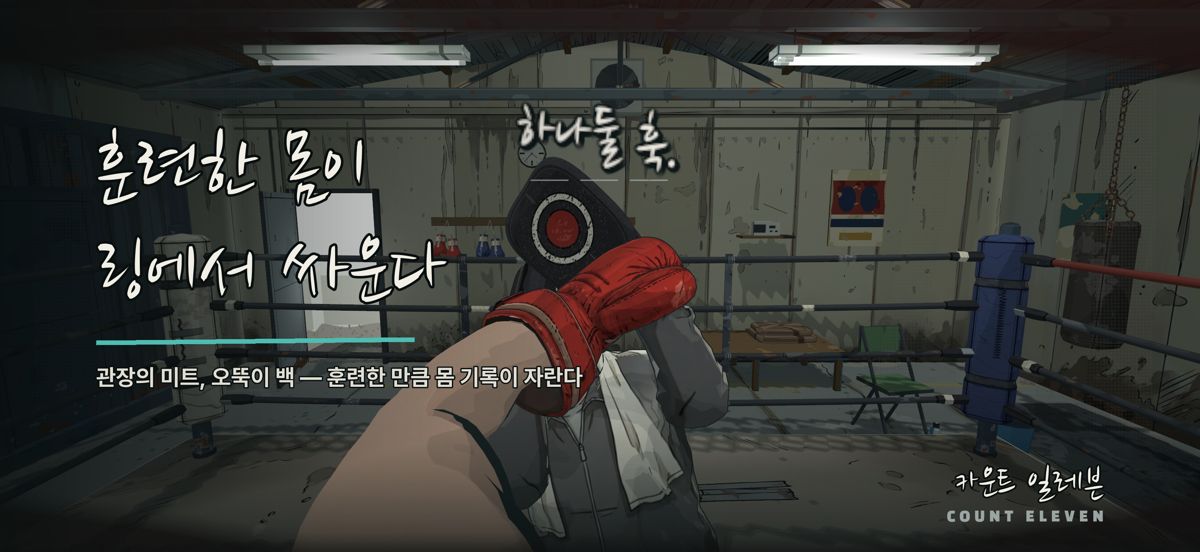 훈련한 몸이
링에서 싸운다
관장의 미트, 오뚝이 백 — 훈련한 만큼 몸 기록이 자란다
하나둘 훅.
카운트 일레븐
COUNT ELEVEN